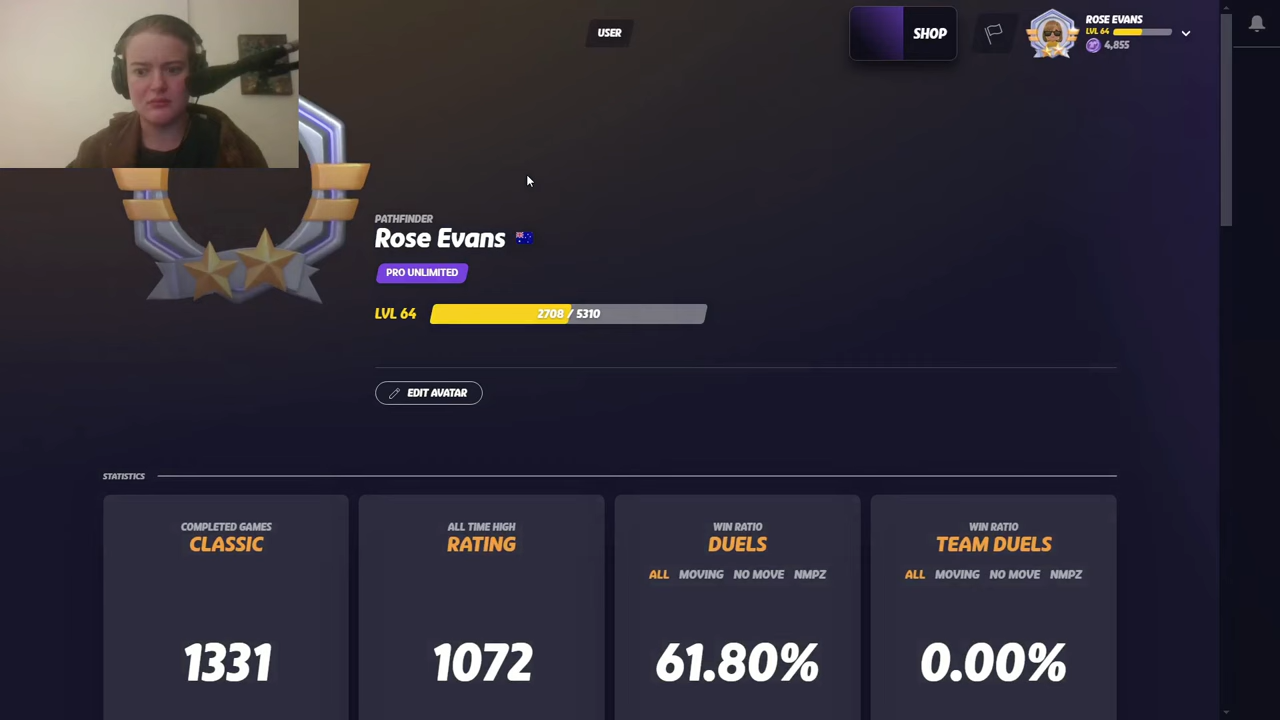 USER
SHOP
ROSE EVANS
LVL 64
4,855
PATHFINDER
Rose Evans
PRO UNLIMITED
LVL 64
2708 / 5310
EDIT AVATAR
STATISTICS
COMPLETED GAMES
CLASSIC
1331
ALL TIME HIGH
RATING
1072
WIN RATIO
DUELS
ALL MOVING NO MOVE NMPZ
61.80%
WIN RATIO
TEAM DUELS
ALL MOVING NO MOVE NMPZ
0.00%